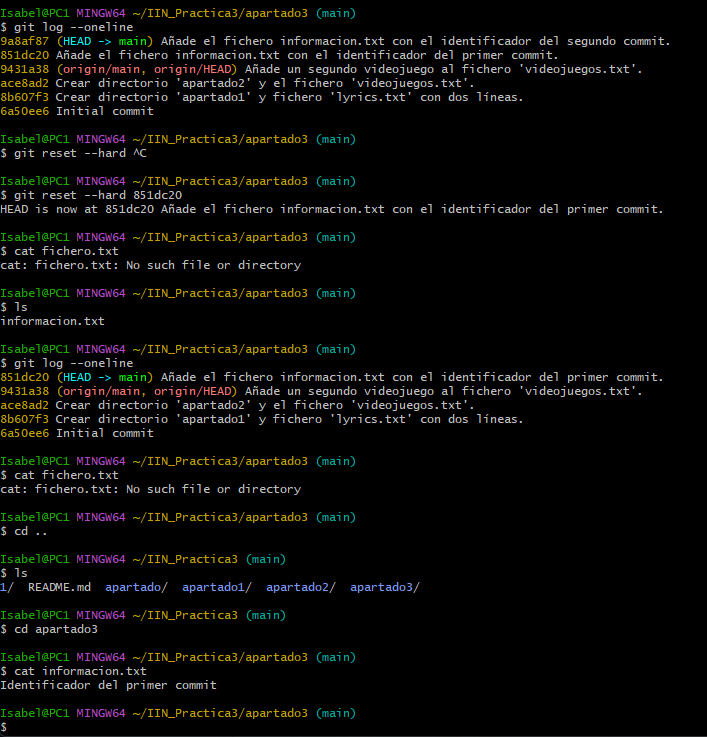 Isabel@PC1 MINGW64 ~/IIN_Practica3/apartado3 (main)
$ git log --oneline
9a8af87 (HEAD -> main) Añade el fichero informacion.txt con el identificador del segundo commit.
851dc20 Añade el fichero informacion.txt con el identificador del primer commit.
9431a38 (origin/main, origin/HEAD) Añade un segundo videojuego al fichero 'videojuegos.txt'.
ace8ad2 Crear directorio 'apartado2' y el fichero 'videojuegos.txt'.
8b607f3 Crear directorio 'apartado1' y fichero 'lyrics.txt' con dos líneas.
6a50ee6 Initial commit
Isabel@PC1 MINGW64 ~/IIN_Practica3/apartado3 (main)
$ git reset --hard ^C
Isabel@PC1 MINGW64 ~/IIN_Practica3/apartado3 (main)
$ git reset --hard 851dc20
HEAD is now at 851dc20 Añade el fichero informacion.txt con el identificador del primer commit.
Isabel@PC1 MINGW64 ~/IIN_Practica3/apartado3 (main)
$ cat fichero.txt
cat: fichero.txt: No such file or directory
Isabel@PC1 MINGW64 ~/IIN_Practica3/apartado3 (main)
$ ls
informacion.txt
Isabel@PC1 MINGW64 ~/IIN_Practica3/apartado3 (main)
$ git log --oneline
851dc20 (HEAD -> main) Añade el fichero informacion.txt con el identificador del primer commit.
9431a38 (origin/main, origin/HEAD) Añade un segundo videojuego al fichero 'videojuegos.txt'.
ace8ad2 Crear directorio 'apartado2' y el fichero 'videojuegos.txt'.
8b607f3 Crear directorio 'apartado1' y fichero 'lyrics.txt' con dos líneas.
6a50ee6 Initial commit
Isabel@PC1 MINGW64 ~/IIN_Practica3/apartado3 (main)
$ cat fichero.txt
cat: fichero.txt: No such file or directory
Isabel@PC1 MINGW64 ~/IIN_Practica3/apartado3 (main)
$ cd ..
Isabel@PC1 MINGW64 ~/IIN_Practica3 (main)
$ ls
1/  README.md  apartado/  apartado1/  apartado2/  apartado3/
Isabel@PC1 MINGW64 ~/IIN_Practica3 (main)
$ cd apartado3
Isabel@PC1 MINGW64 ~/IIN_Practica3/apartado3 (main)
$ cat informacion.txt
Identificador del primer commit
Isabel@PC1 MINGW64 ~/IIN_Practica3/apartado3 (main)
$